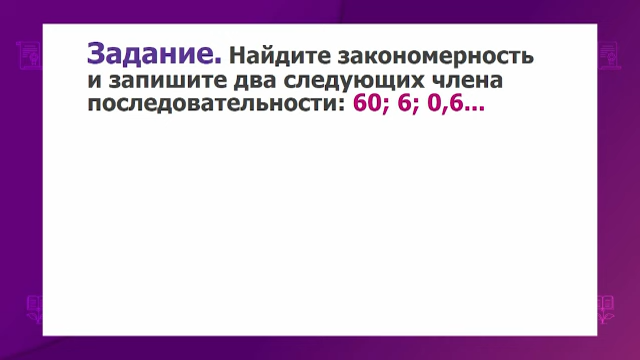 Задание. Найдите закономерность
и запишите два следующих члена
последовательности: 60; 6; 0,6...